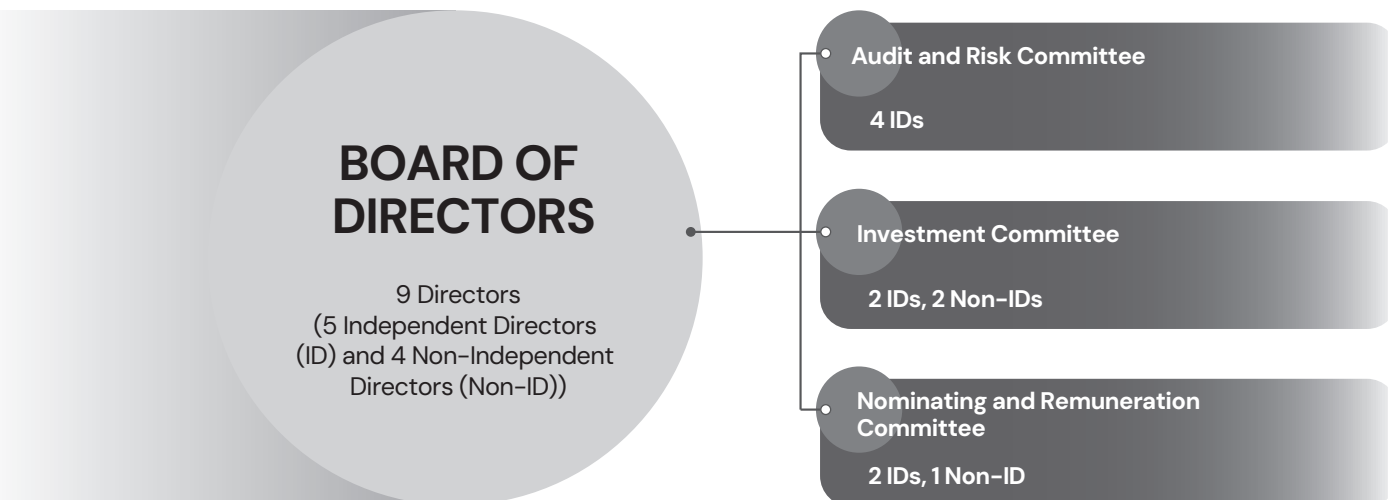 BOARD OF
DIRECTORS
9 Directors
(5 Independent Directors
(ID) and 4 Non-Independent
Directors (Non-ID))
Audit and Risk Committee
4 IDs
Investment Committee
2 IDs, 2 Non-IDs
Nominating and Remuneration
Committee
2 IDs, 1 Non-ID